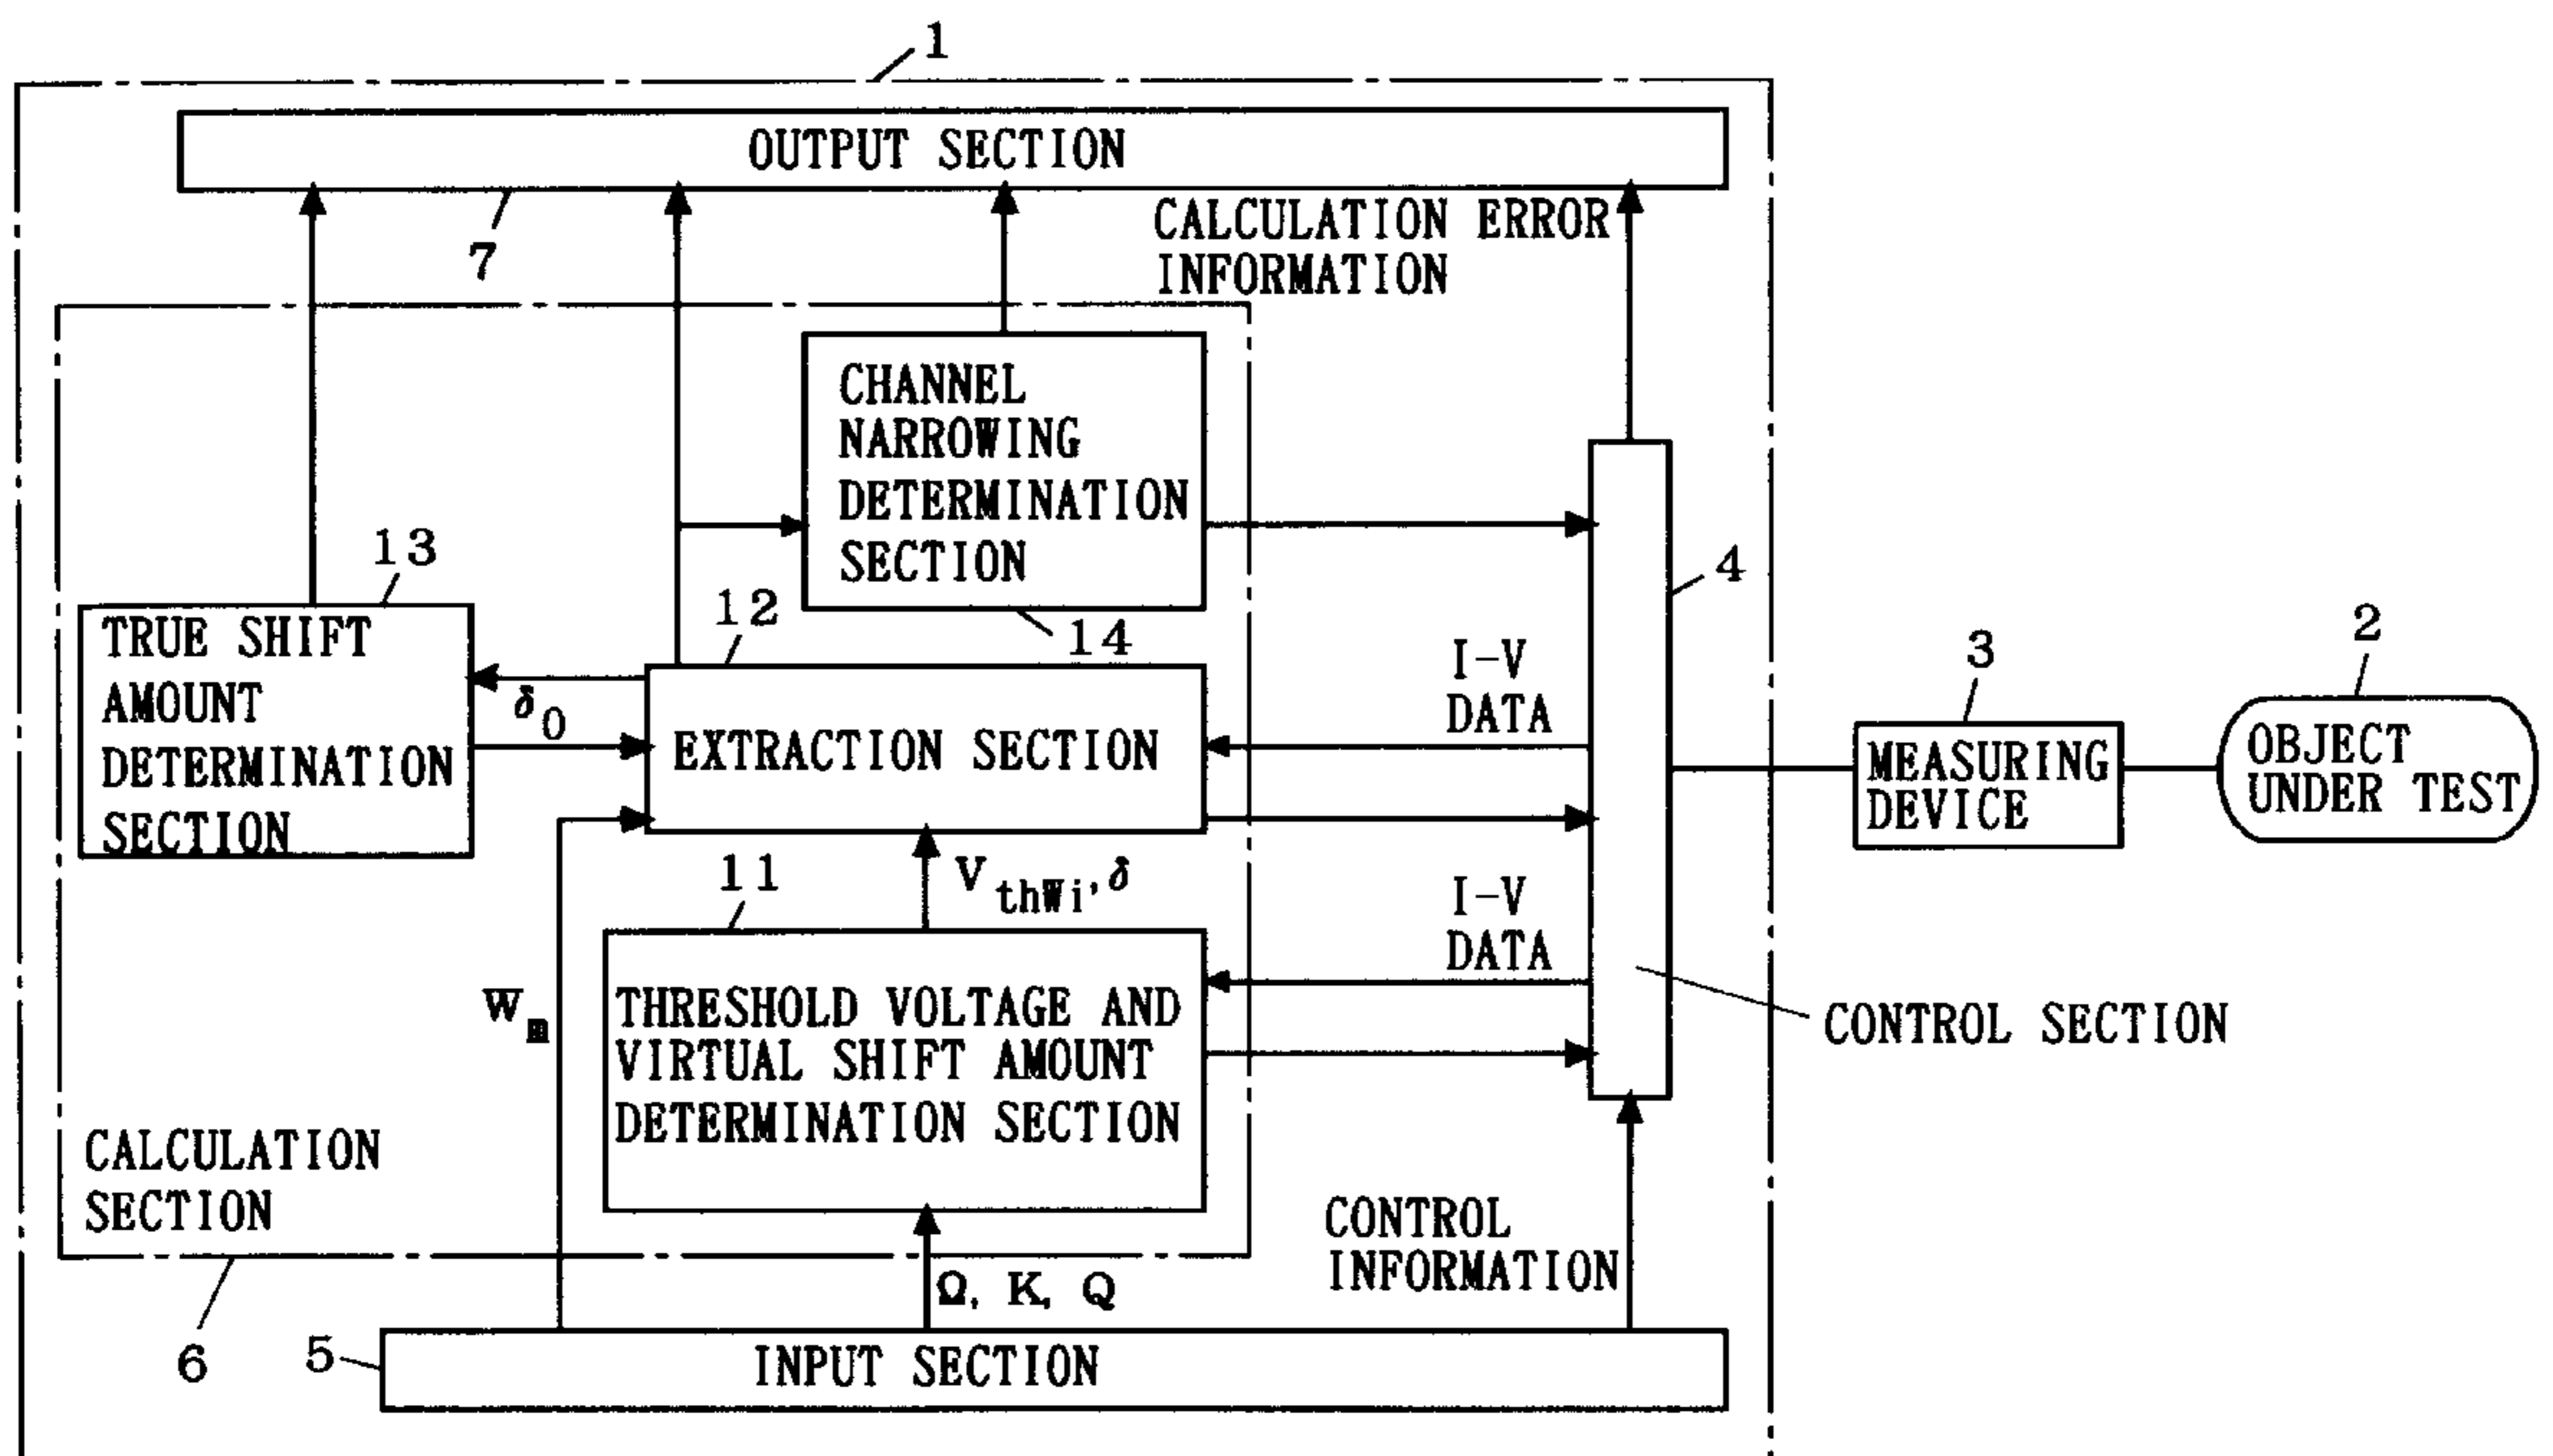 1
OUTPUT SECTION
7
CALCULATION ERROR
INFORMATION
CHANNEL
NARROWING
DETERMINATION
SECTION
14
13
TRUE SHIFT
AMOUNT
DETERMINATION
SECTION
12
δ0
EXTRACTION SECTION
I-V
DATA
4
3
MEASURING
DEVICE
2
OBJECT
UNDER TEST
11
VthWi, δ
I-V
DATA
Wm
THRESHOLD VOLTAGE AND
VIRTUAL SHIFT AMOUNT
DETERMINATION SECTION
CONTROL SECTION
CALCULATION
SECTION
6
Ω, K, Q
CONTROL
INFORMATION
5
INPUT SECTION